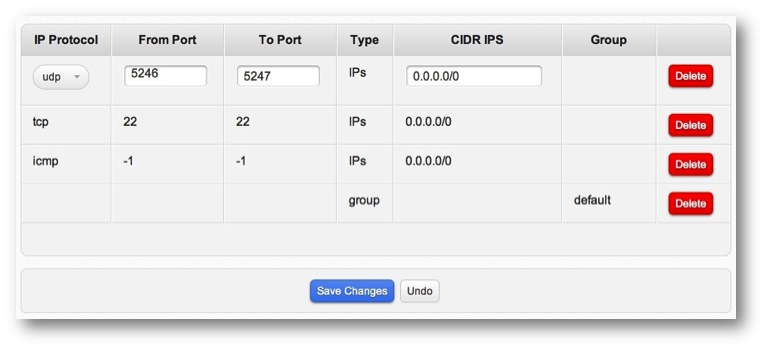 IP Protocol From Port To Port Type CIDR IPS Group
udp 5246 5247 IPs 0.0.0.0/0 Delete
tcp 22 22 IPs 0.0.0.0/0 Delete
icmp -1 -1 IPs 0.0.0.0/0 Delete
group default Delete
Save Changes Undo